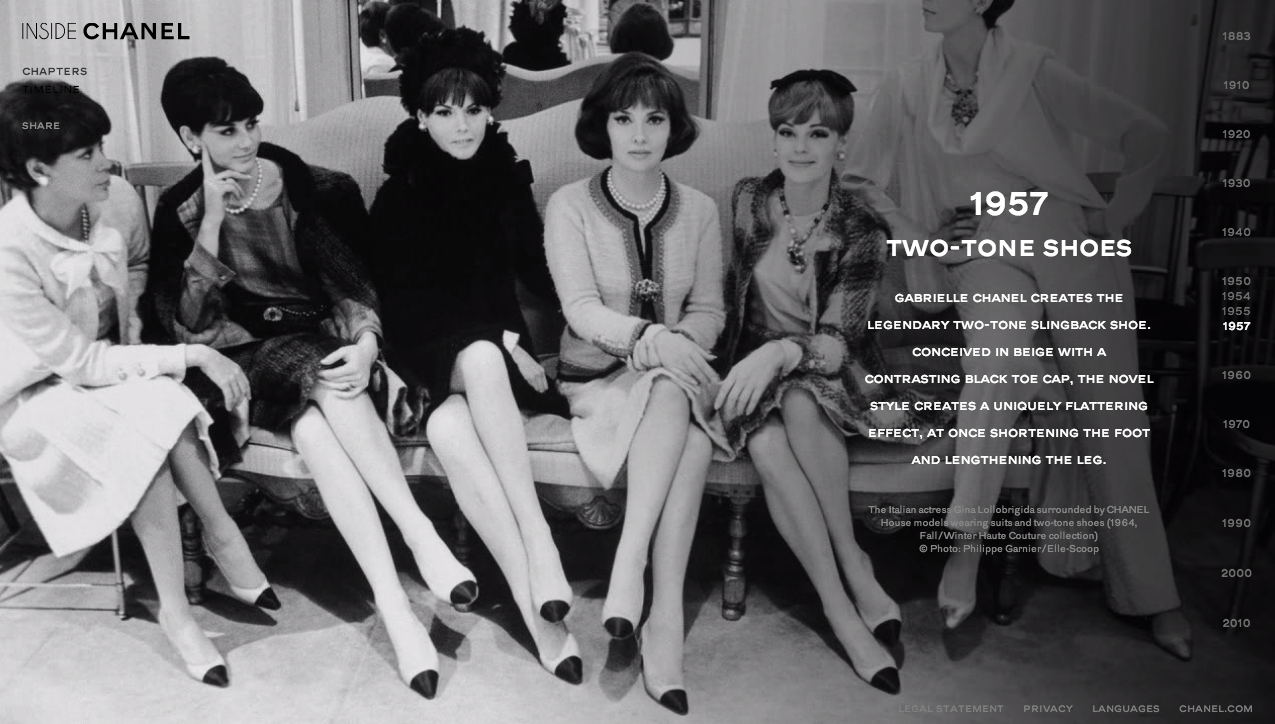 INSIDE CHANEL
CHAPTERS
TIMELINE
SHARE
1957
TWO-TONE SHOES
GABRIELLE CHANEL CREATES THE
LEGENDARY TWO-TONE SLINGBACK SHOE.
CONCEIVED IN BEIGE WITH A
CONTRASTING BLACK TOE CAP, THE NOVEL
STYLE CREATES A UNIQUELY FLATTERING
EFFECT, AT ONCE SHORTENING THE FOOT
AND LENGTHENING THE LEG.
The Italian actress Gina Lollobrigida surrounded by CHANEL
House models wearing suits and two-tone shoes (1964,
Fall/Winter Haute Couture collection)
© Photo: Philippe Garnier/Elle-Scoop
1883
1910
1920
1930
1940
1950
1954
1955
1957
1960
1970
1980
1990
2000
2010
LEGAL STATEMENT PRIVACY LANGUAGES CHANEL.COM